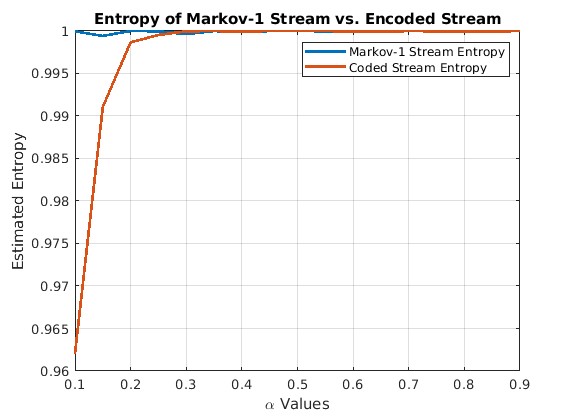 Entropy of Markov-1 Stream vs. Encoded Stream
Markov-1 Stream Entropy
Coded Stream Entropy
Estimated Entropy
1
0.995
0.99
0.985
0.98
0.975
0.97
0.965
0.96
0.1 0.2 0.3 0.4 0.5 0.6 0.7 0.8 0.9
α Values